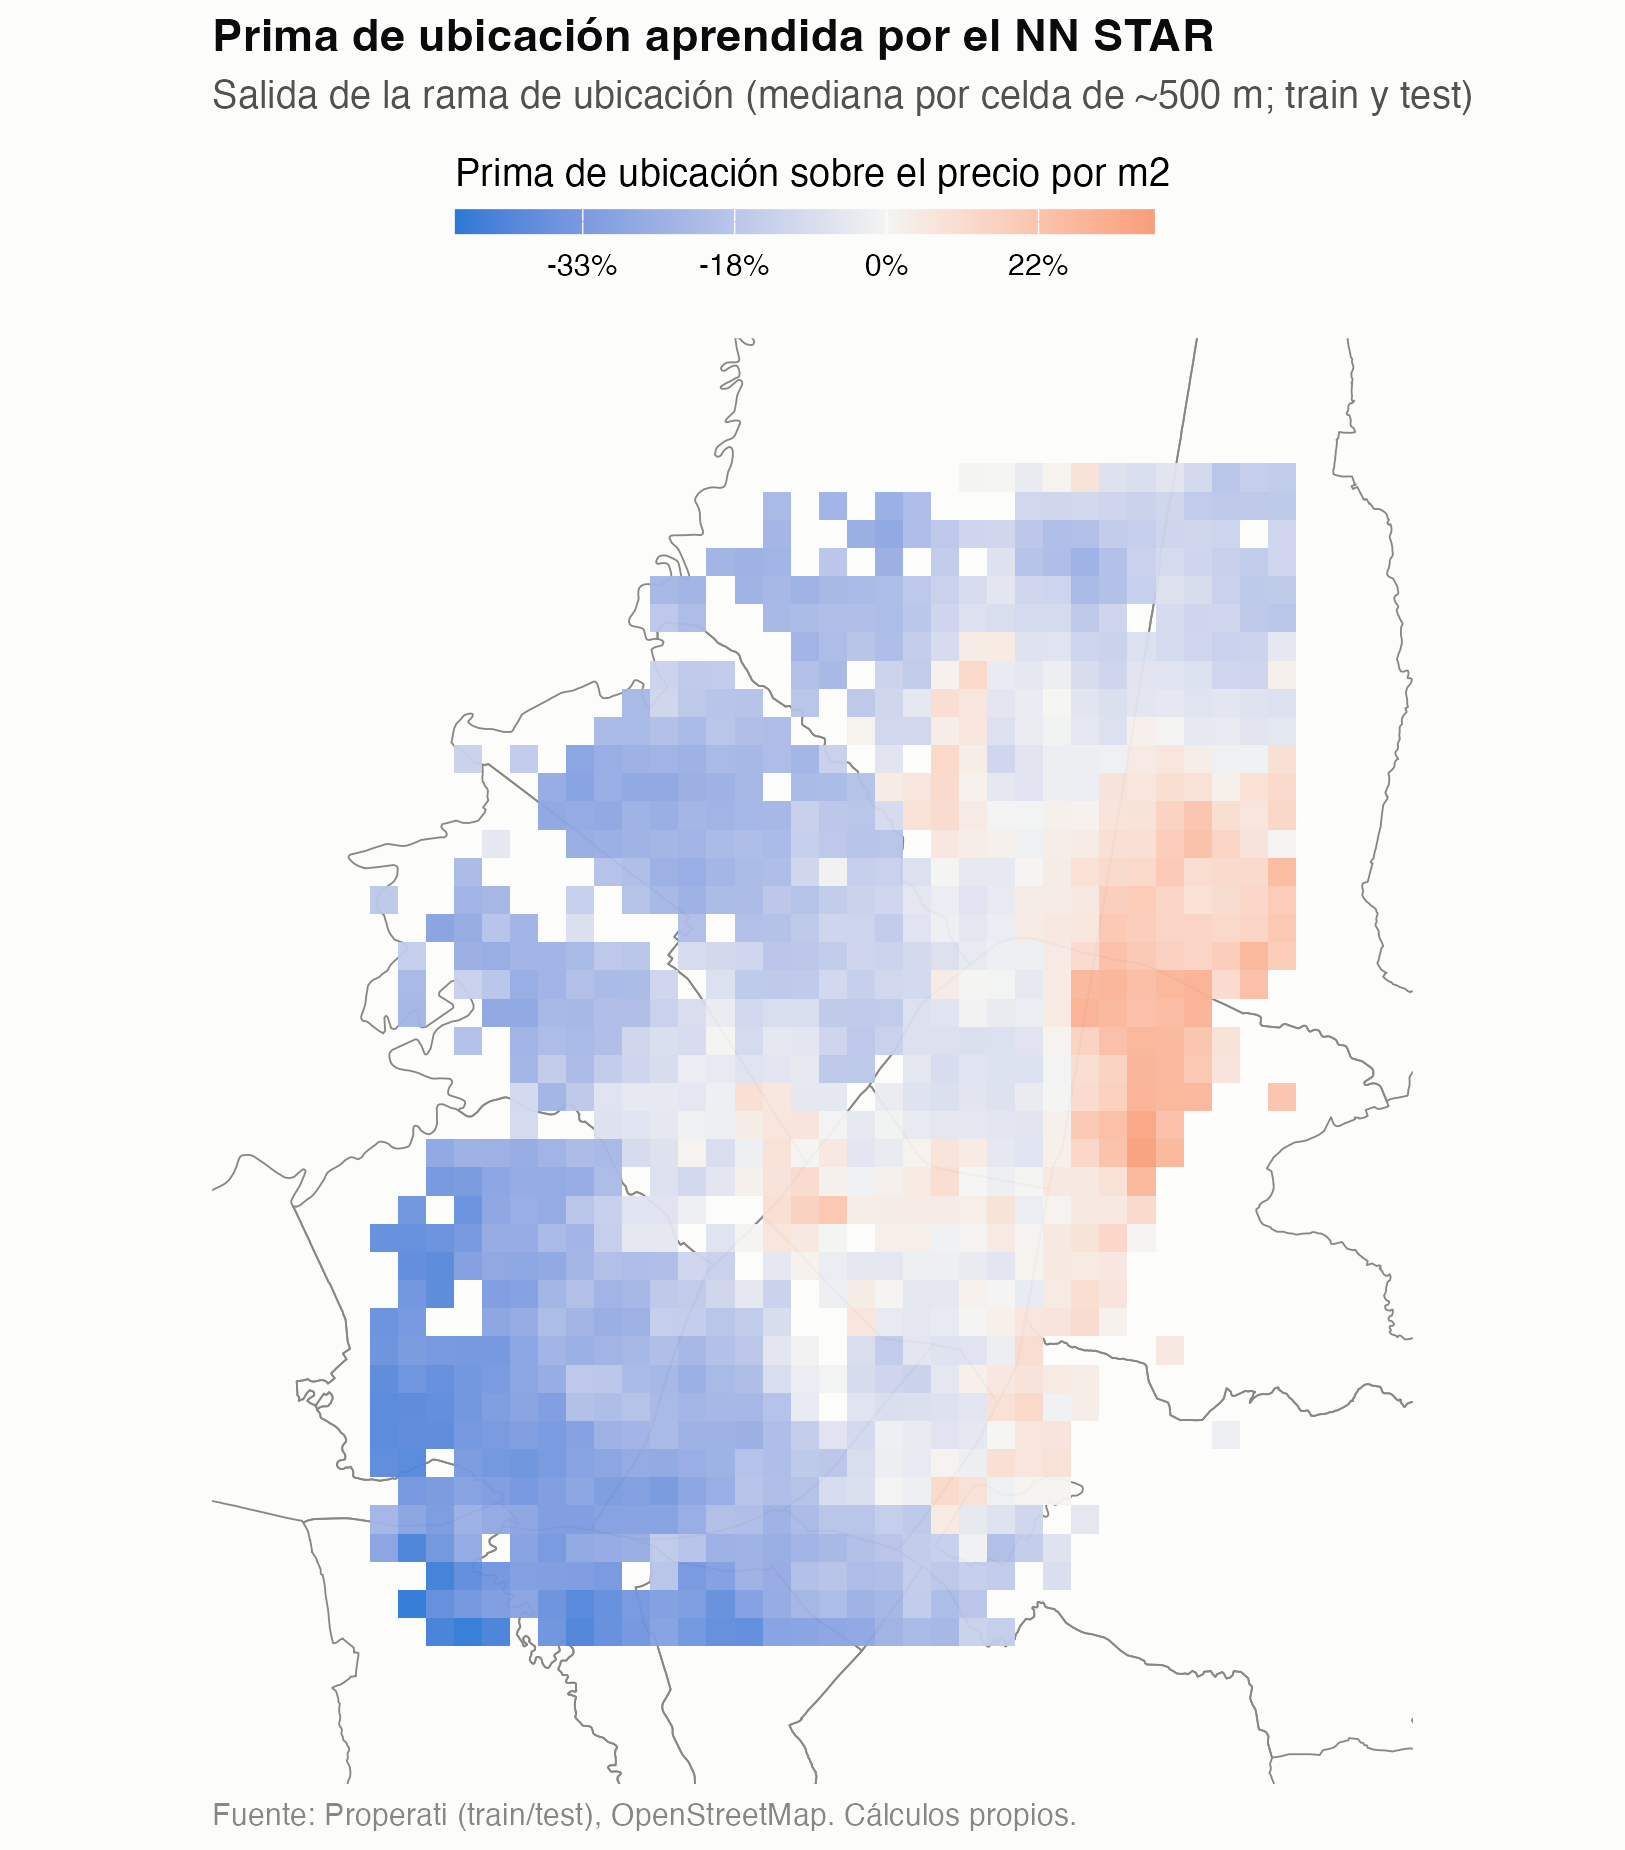 Prima de ubicación aprendida por el NN STAR
Salida de la rama de ubicación (mediana por celda de ~500 m; train y test)
Prima de ubicación sobre el precio por m2
-33% -18% 0% 22%
Fuente: Properati (train/test), OpenStreetMap. Cálculos propios.